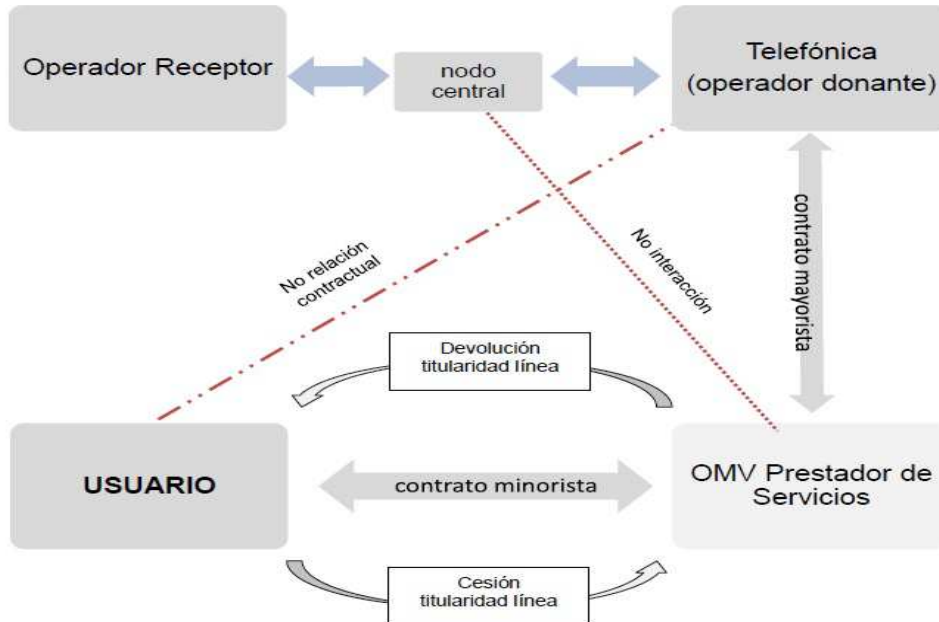 Operador Receptor
nodo
central
Telefónica
(operador donante)
No relación
contractual
No interacción
contrato mayorista
Devolución
titularidad línea
USUARIO
contrato minorista
OMV Prestador de
Servicios
Cesión
titularidad línea